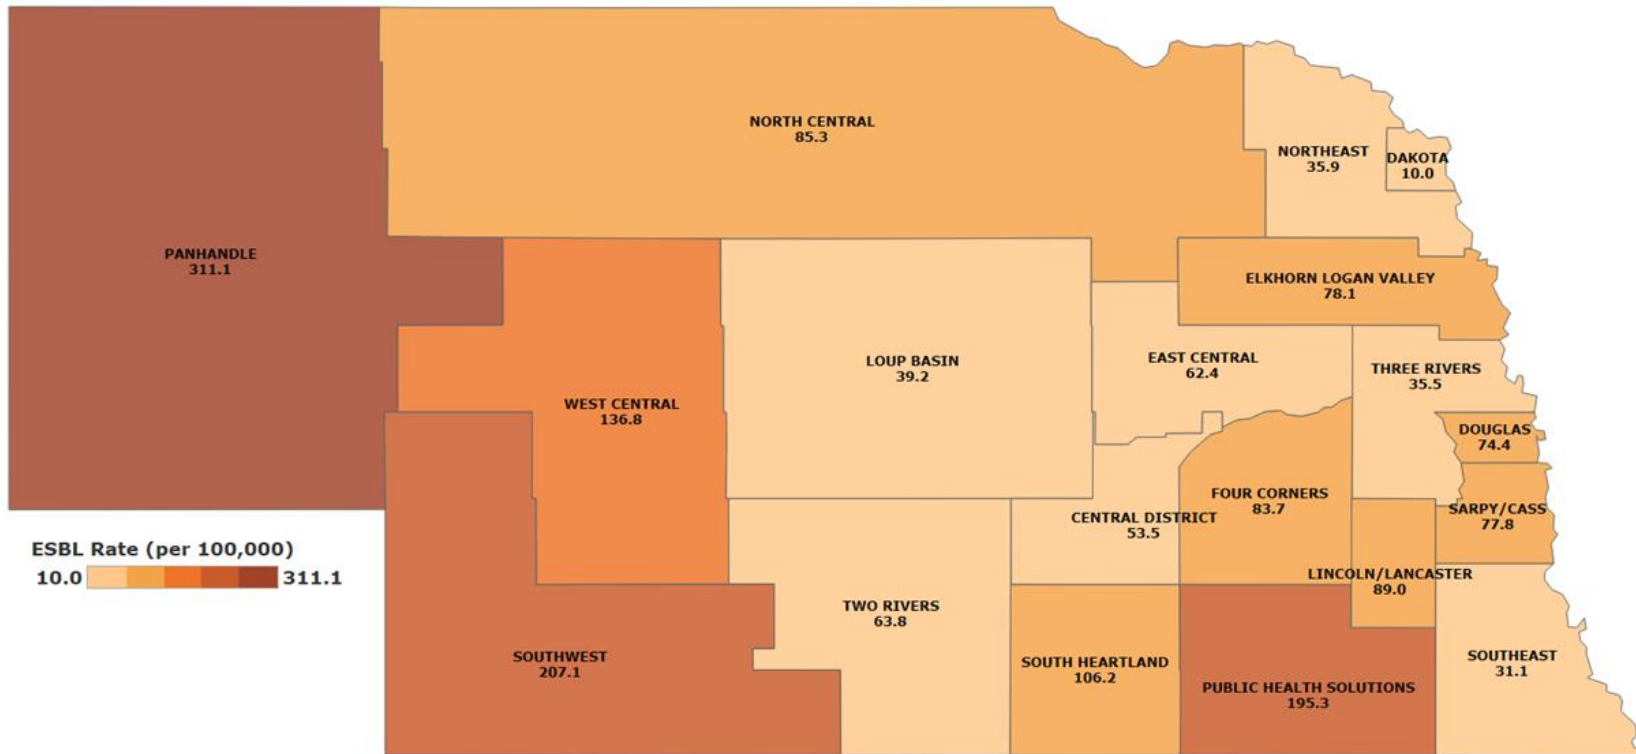 NORTH CENTRAL
85.3
NORTHEAST
35.9
DAKOTA
10.0
PANHANDLE
311.1
ELKHORN LOGAN VALLEY
78.1
LOUP BASIN
39.2
EAST CENTRAL
62.4
THREE RIVERS
35.5
WEST CENTRAL
136.8
DOUGLAS
74.4
FOUR CORNERS
83.7
CENTRAL DISTRICT
53.5
SARPY/CASS
77.8
ESBL Rate (per 100,000)
10.0 311.1
LINCOLN/LANCASTER
89.0
TWO RIVERS
63.8
SOUTHWEST
207.1
SOUTH HEARTLAND
106.2
SOUTHEAST
31.1
PUBLIC HEALTH SOLUTIONS
195.3